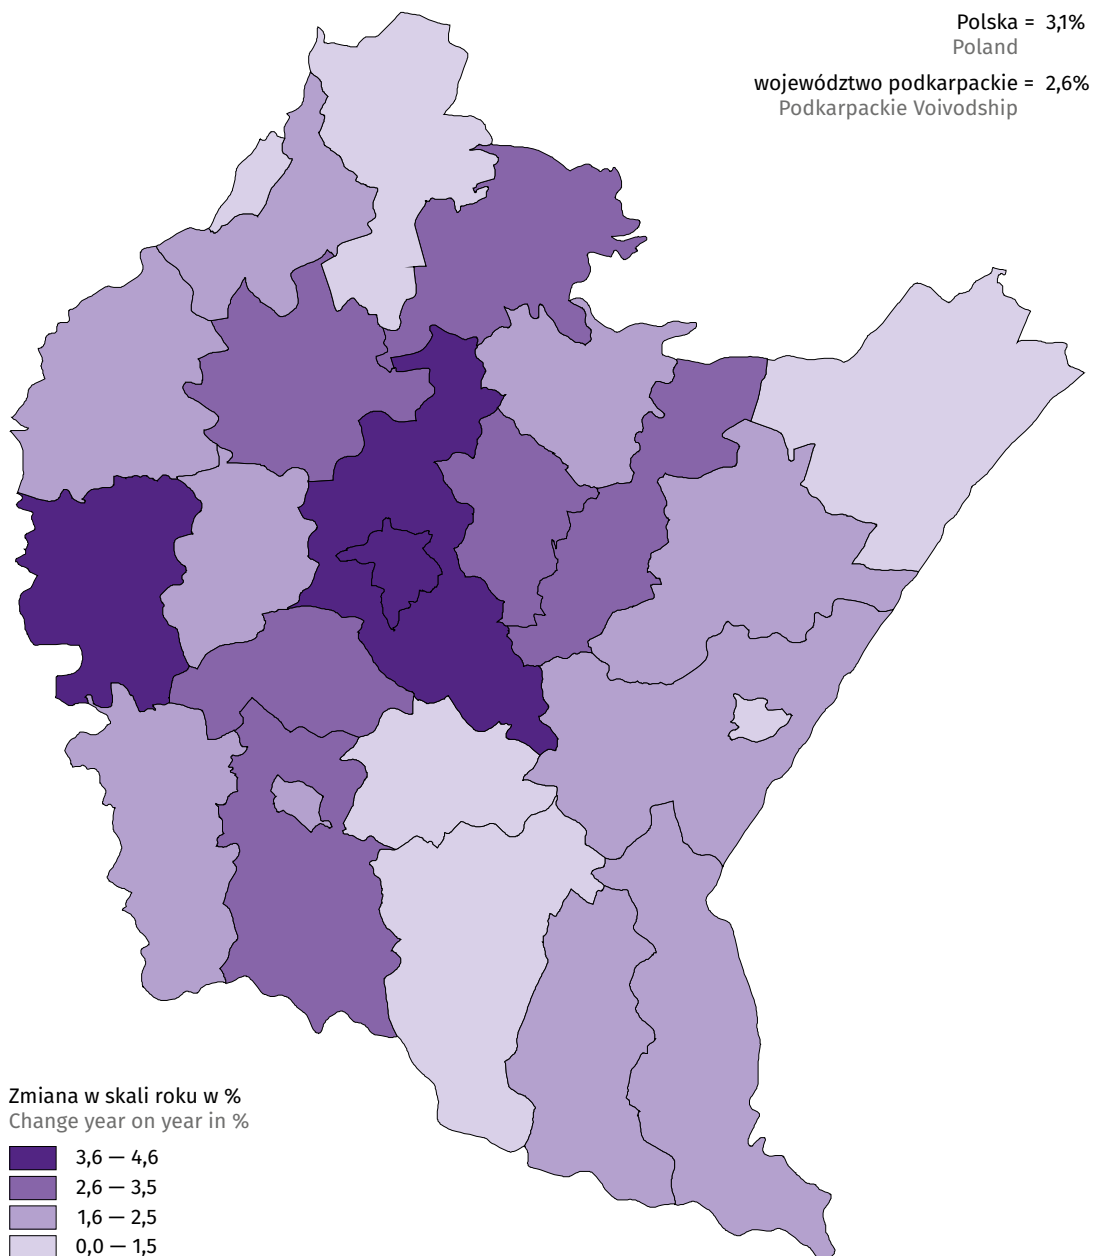 Polska = 3,1%
Poland
województwo podkarpackie = 2,6%
Podkarpackie Voivodship
Zmiana w skali roku w %
Change year on year in %
3,6 — 4,6
2,6 — 3,5
1,6 — 2,5
0,0 — 1,5